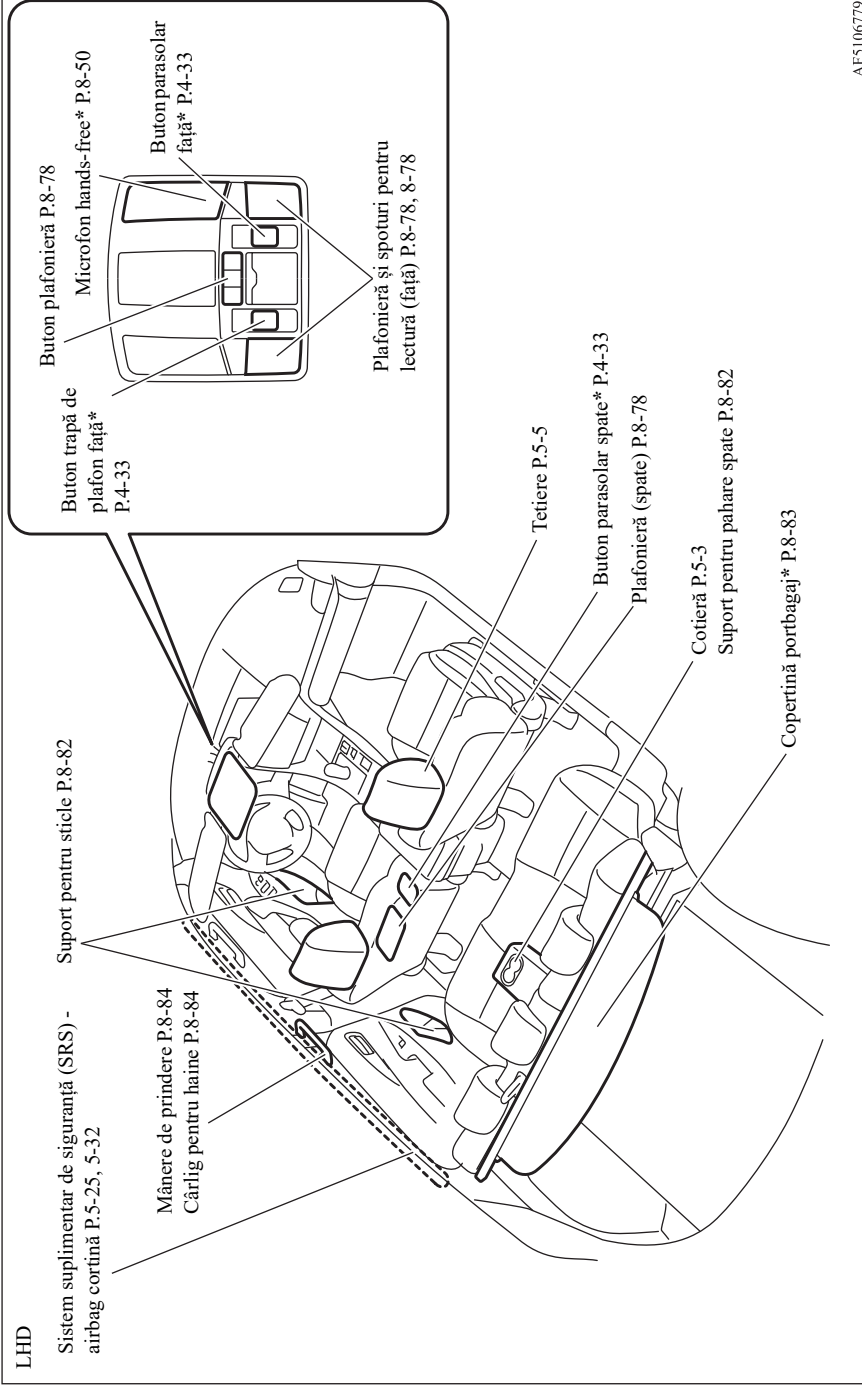 LHD
Sistem suplimentar de siguranță (SRS) -
airbag cortină P.5-25, 5-32
Suport pentru sticle P.8-82
Mânere de prindere P.8-84
Cârlig pentru haine P.8-84
Buton trapă de
plafon față*
P.4-33
Buton plafonieră P.8-78
Microfon hands-free* P.8-50
Buton parasolar
față* P.4-33
Plafonieră și spoturi pentru
lectură (față) P.8-78, 8-78
Tetiere P.5-5
Buton parasolar spate* P.4-33
Plafonieră (spate) P.8-78
Cotieră P.5-3
Suport pentru pahare spate P.8-82
Copertină portbagaj* P.8-83
AF5106779